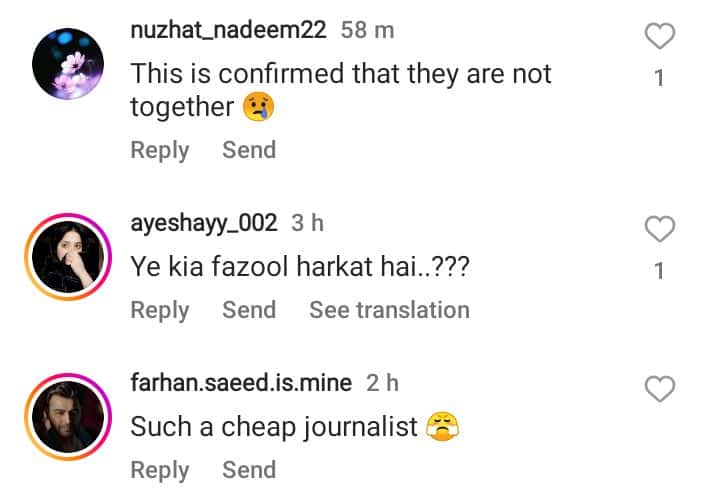 nuzhat_nadeem22 58 m
This is confirmed that they are not
together 😢
1
Reply Send
ayeshayy_002 3 h
Ye kia fazool harkat hai..???
1
Reply Send See translation
farhan.saeed.is.mine 2 h
Such a cheap journalist 😤
Reply Send